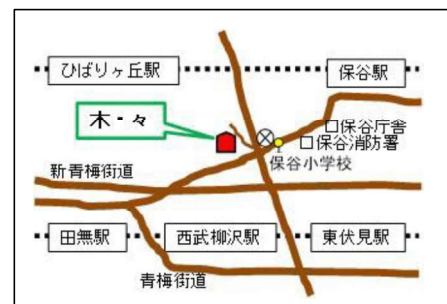 ひばりヶ丘駅
保谷駅
木・々
保谷庁舎
保谷消防署
保谷小学校
新青梅街道
田無駅
西武柳沢駅
東伏見駅
青梅街道